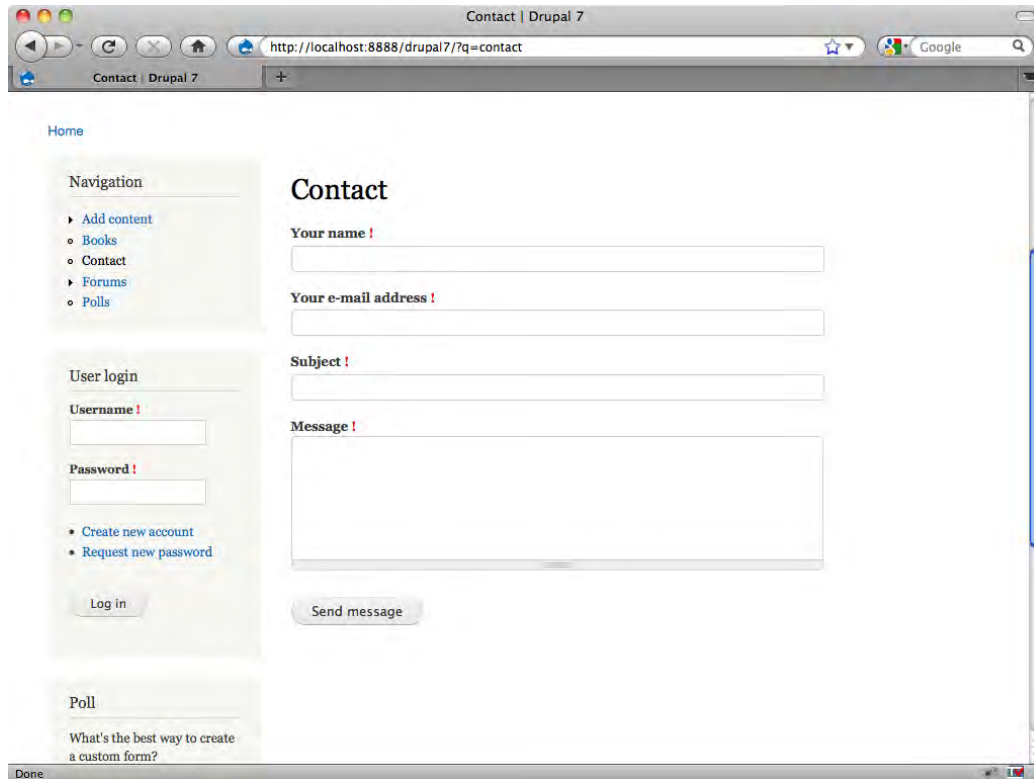 Contact | Drupal 7
http://localhost:8888/drupal7/?q=contact
Google
Contact | Drupal 7
+
Home
Navigation
Add content
Books
Contact
Forums
Polls
User login
Username !
Password !
Create new account
Request new password
Log in
Poll
What's the best way to create
a custom form?
Contact
Your name !
Your e-mail address !
Subject !
Message !
Send message
Done